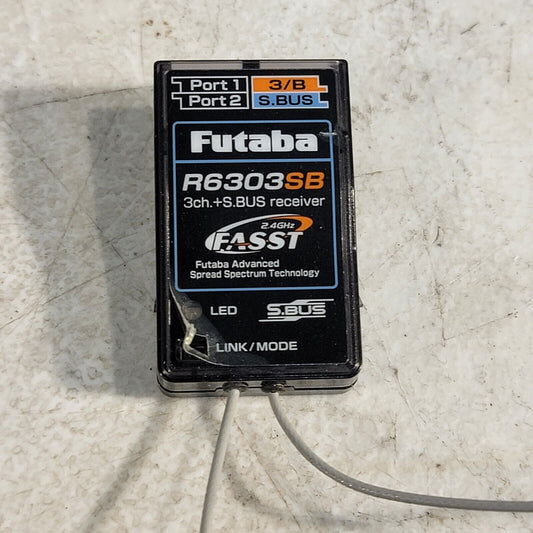 Port 1 3/B
Port 2 S.BUS
Futaba
R6303SB
3ch.+S.BUS receiver
2.4GHz
FASST
Futaba Advanced
Spread Spectrum Technology
LED S.BUS
LINK/MODE